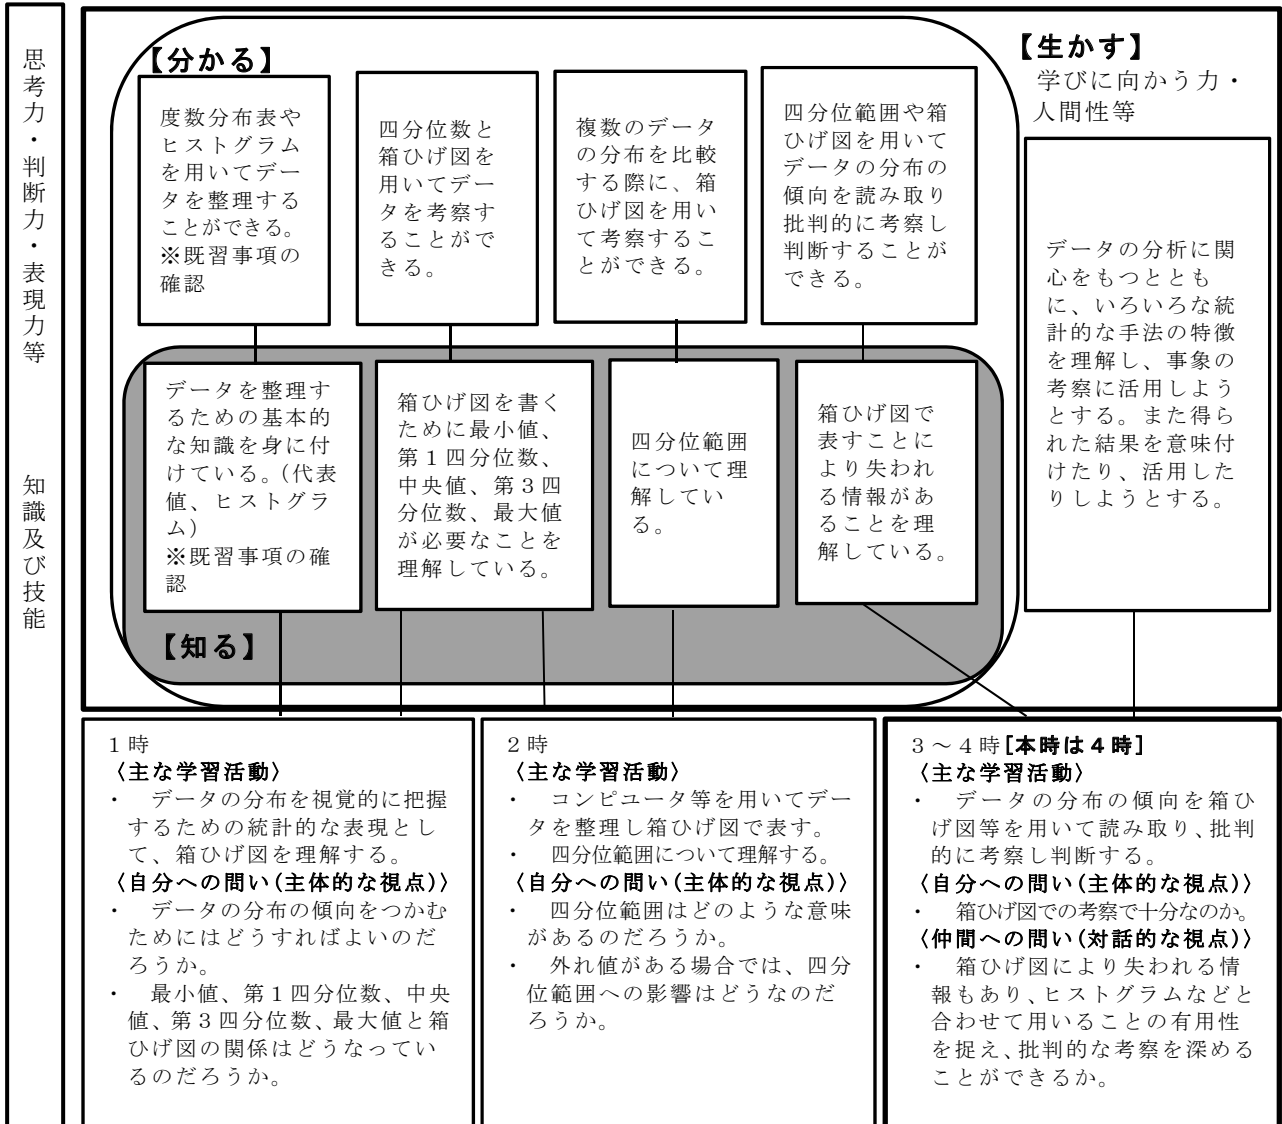 思考力・判断力・表現力等
知識及び技能
【分かる】
度数分布表や
ヒストグラム
を用いてデー
タを整理する
ことができる。
※既習事項の
確認
四分位数と
箱ひげ図を
用いてデー
タを考察す
ることがで
きる。
複数のデータ
の分布を比較
する際に、箱
ひげ図を用い
て考察するこ
とができる。
四分位範囲や箱
ひげ図を用いて
データの分布の
傾向を読み取り
批判的に考察し
判断することが
できる。
【生かす】
学びに向かう力・
人間性等
データの分析に関
心をもつととも
に、いろいろな統
計的な手法の特徴
を理解し、事象の
考察に活用しよう
とする。また得ら
れた結果を意味付
けたり、活用した
りしようとする。
データを整理す
るための基本的
な知識を身に付
けている。(代表
値、ヒストグラ
ム)
※既習事項の確
認
箱ひげ図を書く
ために最小値、
第1四分位数、
中央値、第3四
分位数、最大値
が必要なことを
理解している。
四分位範囲
について理
解してい
る。
箱ひげ図で
表すことに
より失われ
る情報があ
ることを理
解している。
【知る】
1時
〈主な学習活動〉
・ データの分布を視覚的に把握
するための統計的な表現とし
て、箱ひげ図を理解する。
〈自分への問い(主体的な視点)〉
・ データの分布の傾向をつかむ
ためにはどうすればよいのだ
ろうか。
・ 最小値、第1四分位数、中央
値、第3四分位数、最大値と箱
ひげ図の関係はどうなってい
るのだろうか。
2時
〈主な学習活動〉
・ コンピユータ等を用いてデー
タを整理し箱ひげ図で表す。
・ 四分位範囲について理解する。
〈自分への問い(主体的な視点)〉
・ 四分位範囲はどのような意味
があるのだろうか。
・ 外れ値がある場合では、四分
位範囲への影響はどうなのだ
ろうか。
3～4時[本時は4時]
〈主な学習活動〉
・ データの分布の傾向を箱ひ
げ図等を用いて読み取り、批判
的に考察し判断する。
〈自分への問い(主体的な視点)〉
・ 箱ひげ図での考察で十分なのか。
〈仲間への問い(対話的な視点)〉
・ 箱ひげ図により失われる情
報もあり、ヒストグラムなどと
合わせて用いることの有用性
を捉え、批判的な考察を深める
ことができるか。